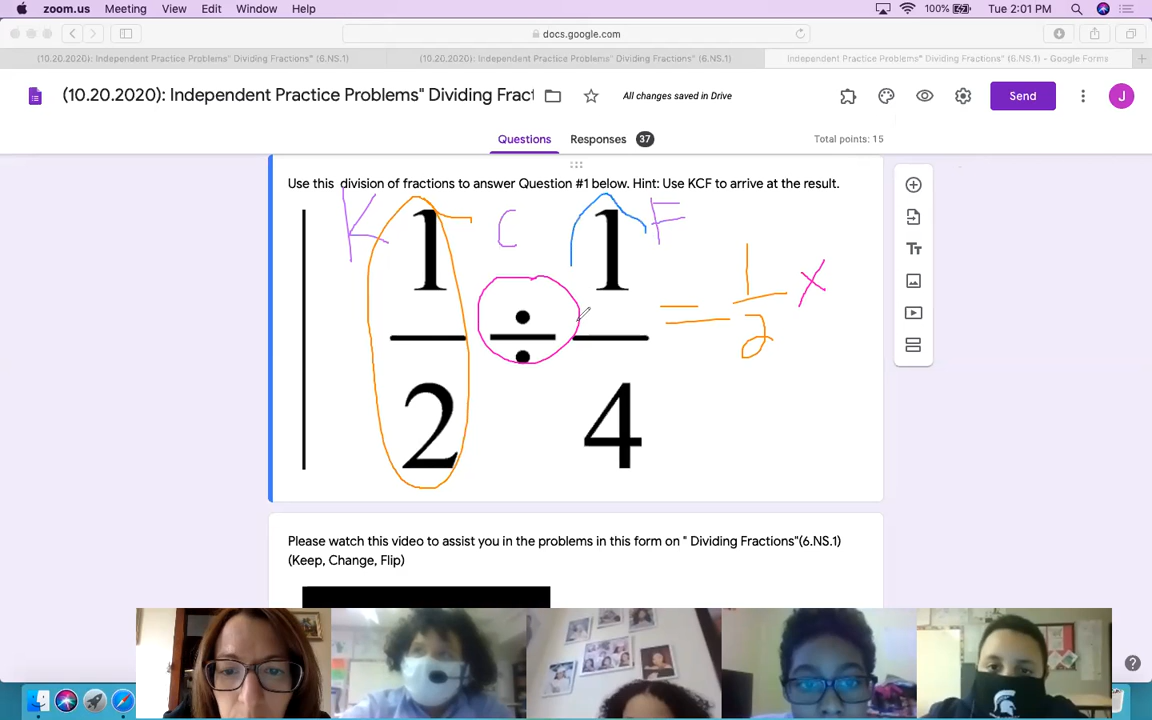 zoom.us Meeting View Edit Window Help 100% Tue 2:01 PM
docs.google.com
(10.20.2020): Independent Practice Problems" Dividing Fractions" (6.NS.1) (10.20.2020): Independent Practice Problems" Dividing Fractions" (6.NS.1) Independent Practice Problems" Dividing Fractions" (6.NS.1) - Google Forms
(10.20.2020): Independent Practice Problems" Dividing Fract All changes saved in Drive Send J
Questions Responses 37 Total points: 15
Use this division of fractions to answer Question #1 below. Hint: Use KCF to arrive at the result.
K C F
1 1 1
÷ = x
2 4 2
Please watch this video to assist you in the problems in this form on " Dividing Fractions"(6.NS.1)
(Keep, Change, Flip)
S